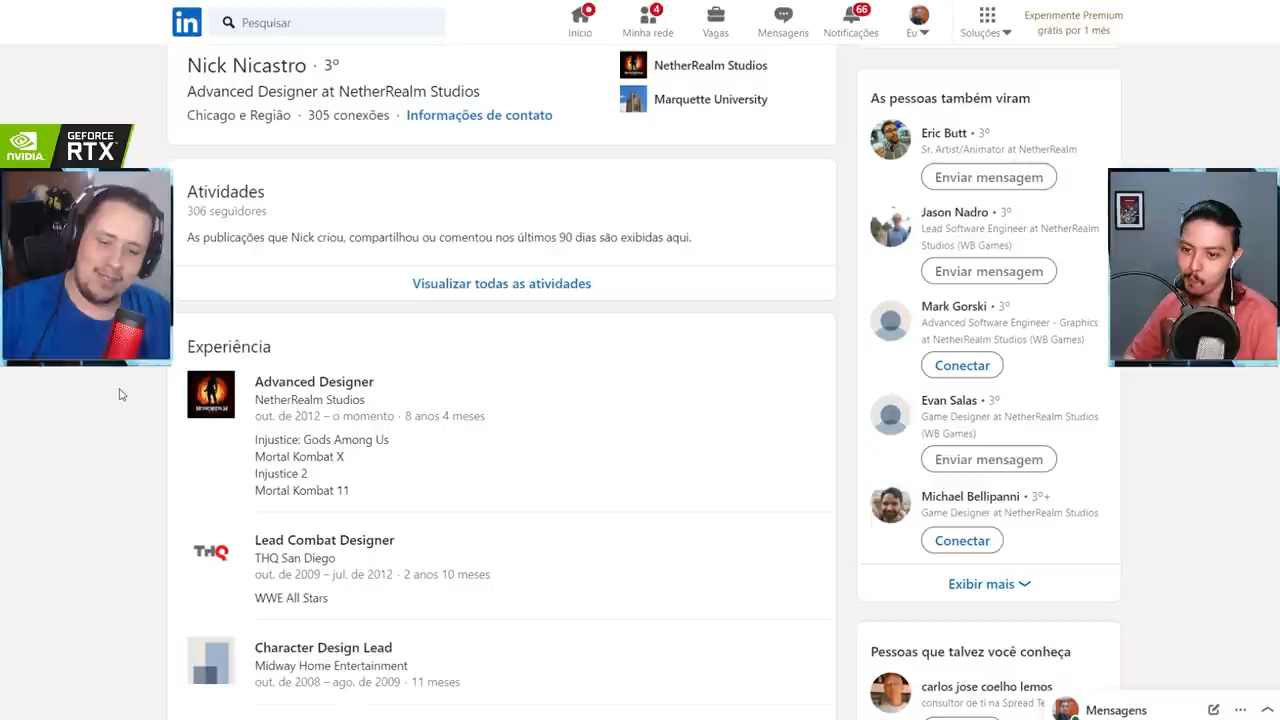 in
Pesquisar
Início
4
Minha rede
Vagas
Mensagens
66
Notificações
Eu
Soluções
Experimente Premium
grátis por 1 mês
Nick Nicastro · 3º
Advanced Designer at NetherRealm Studios
Chicago e Região · 305 conexões · Informações de contato
NetherRealm Studios
Marquette University
NVIDIA
GEFORCE
RTX
Atividades
306 seguidores
As publicações que Nick criou, compartilhou ou comentou nos últimos 90 dias são exibidas aqui.
Visualizar todas as atividades
Experiência
Advanced Designer
NetherRealm Studios
out. de 2012 – o momento · 8 anos 4 meses
Injustice: Gods Among Us
Mortal Kombat X
Injustice 2
Mortal Kombat 11
THQ
Lead Combat Designer
THQ San Diego
out. de 2009 – jul. de 2012 · 2 anos 10 meses
WWE All Stars
Character Design Lead
Midway Home Entertainment
out. de 2008 – ago. de 2009 · 11 meses
As pessoas também viram
Eric Butt • 3º
Sr. Artist/Animator at NetherRealm
Enviar mensagem
Jason Nadro • 3º
Lead Software Engineer at NetherRealm
Studios (WB Games)
Enviar mensagem
Mark Gorski • 3º
Advanced Software Engineer - Graphics
at NetherRealm Studios (WB Games)
Conectar
Evan Salas • 3º
Game Designer at NetherRealm Studios
(WB Games)
Enviar mensagem
Michael Bellipanni • 3º+
Game Designer at NetherRealm Studios
Conectar
Exibir mais
Pessoas que talvez você conheça
carlos jose coelho lemos
consultor de ti na Spread Te
Mensagens